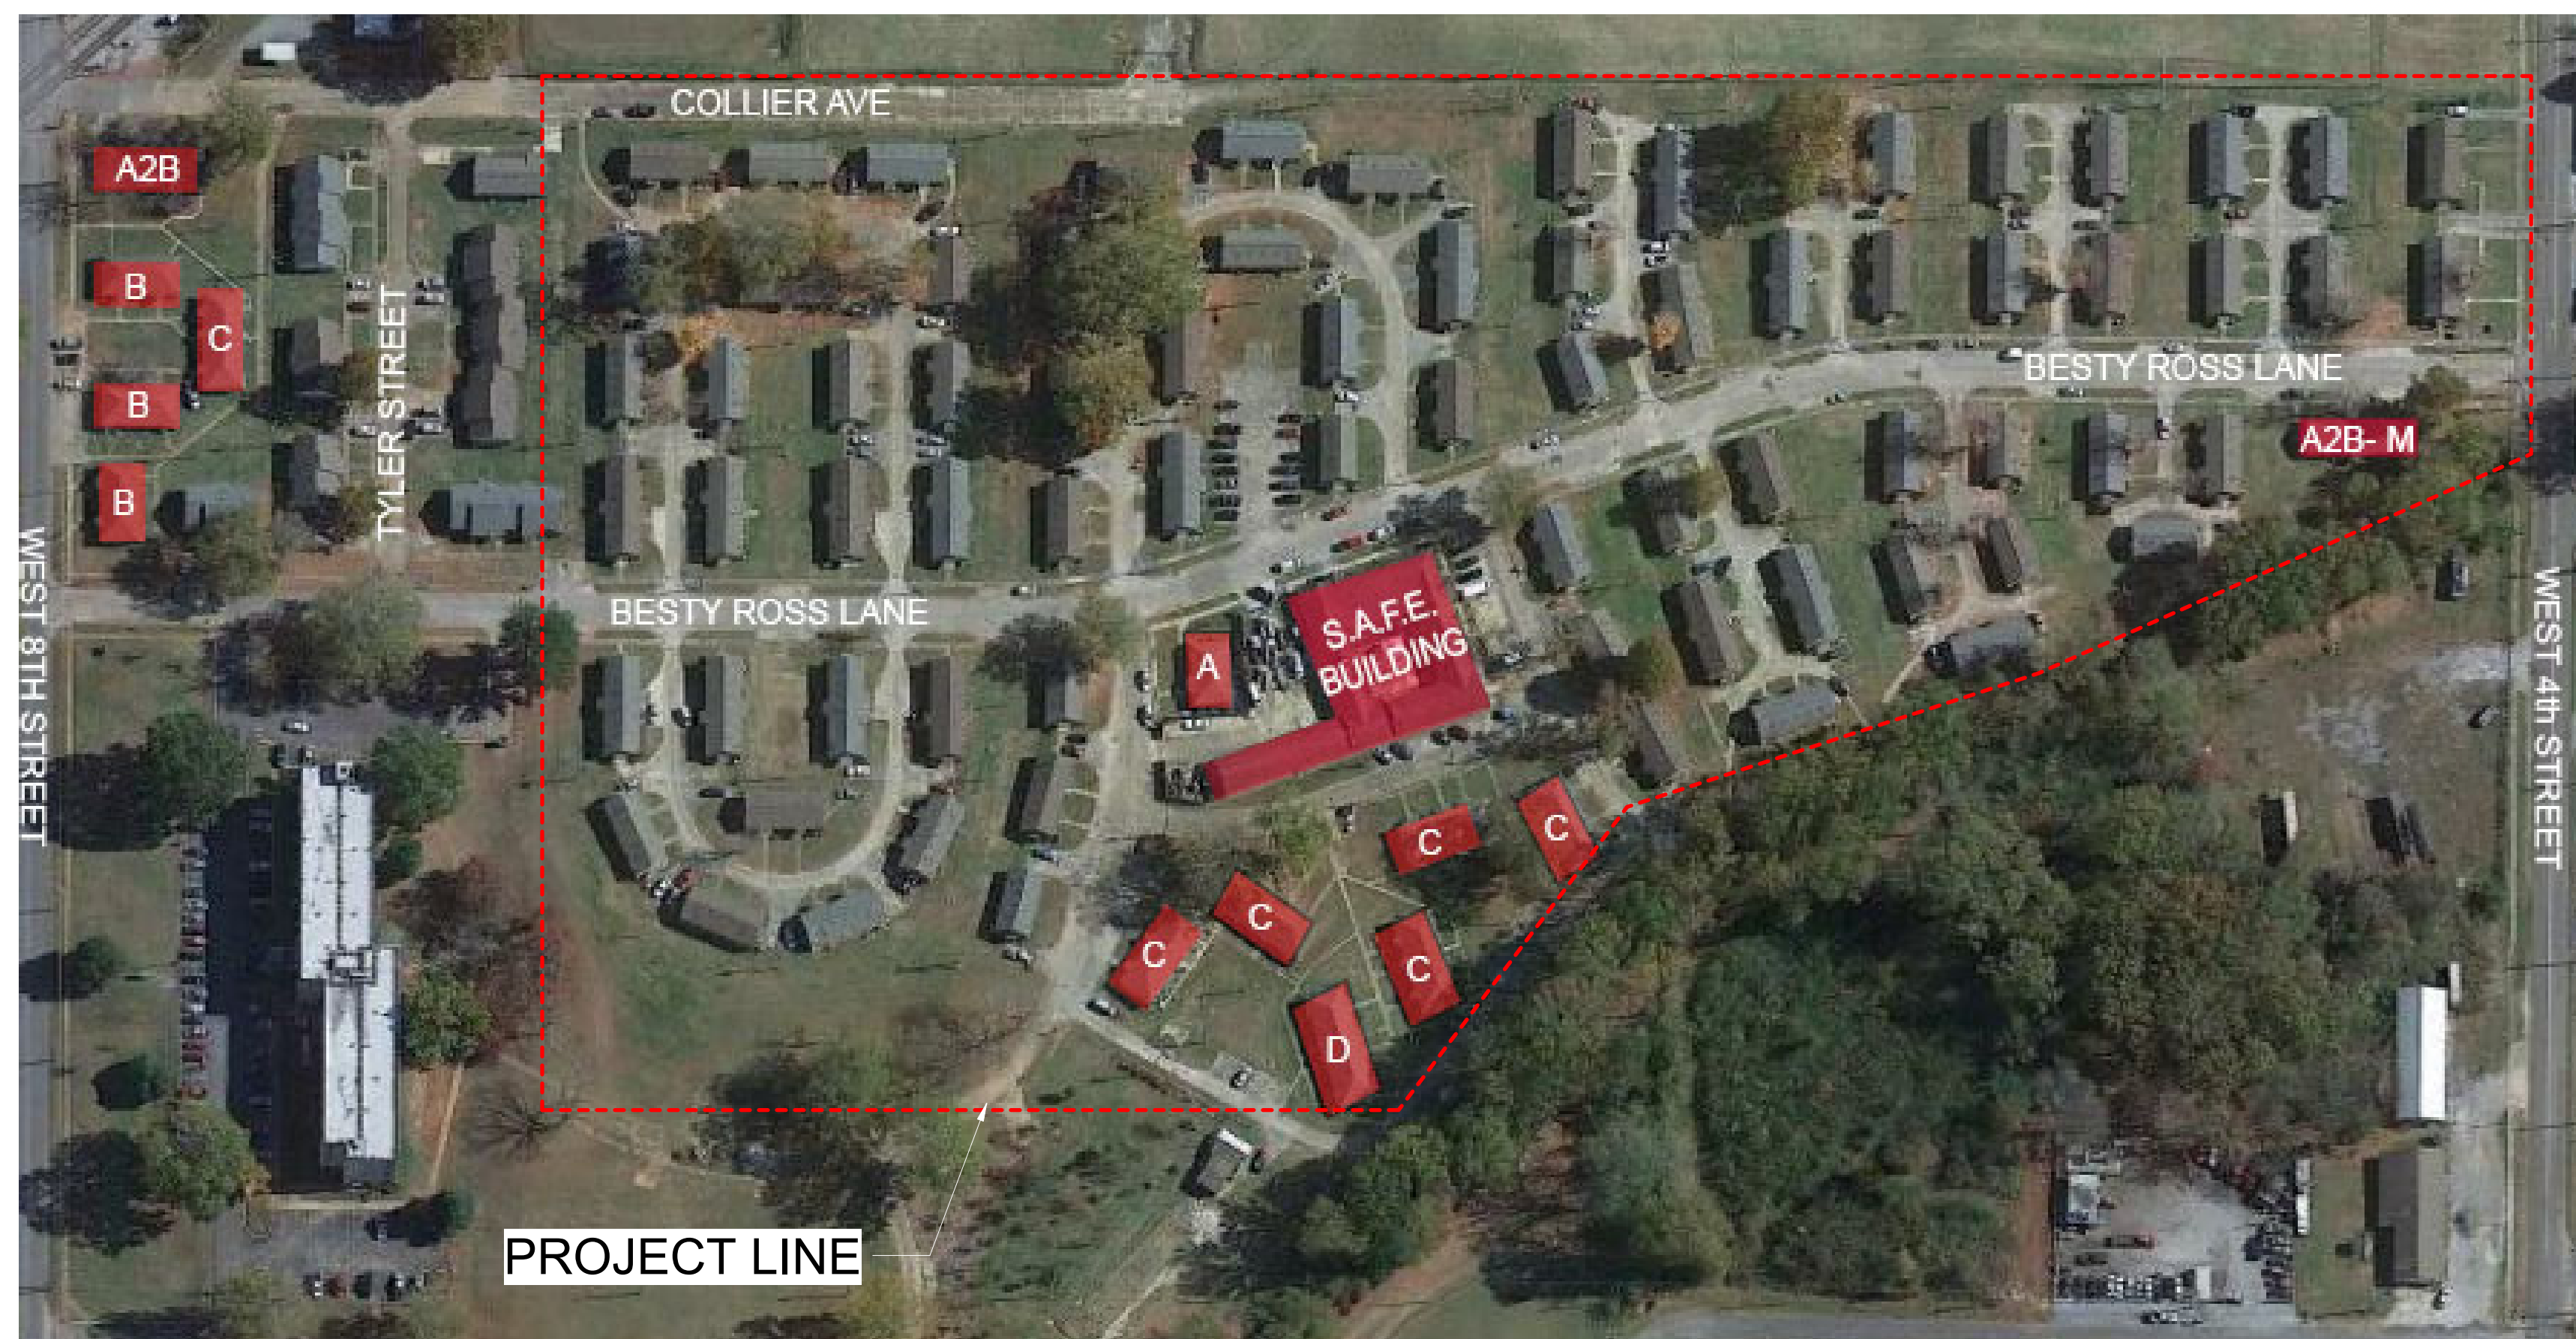 COLLIER AVE
A2B
B
C
B
B
TYLER STREET
BESTY ROSS LANE
A2B- M
WEST 8TH STREET
BESTY ROSS LANE
A
S.A.F.E.
BUILDING
WEST 4th STREET
C
C
C
C
C
D
PROJECT LINE